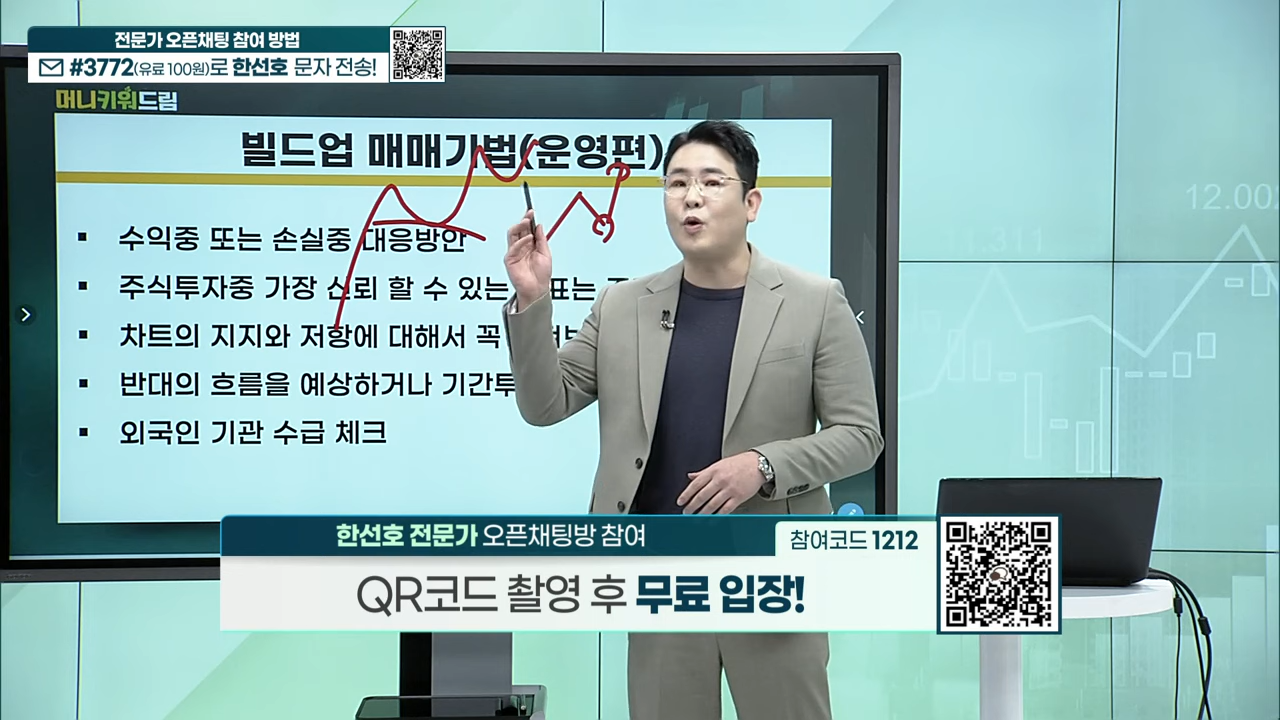 전문가 오픈채팅 참여 방법
#3772(유료 100원)로 한선호 문자 전송!
머니키워드림
빌드업 매매기법(운영편)
▪ 수익중 또는 손실중 대응방안
▪ 주식투자중 가장 신뢰 할 수 있는
▪ 차트의 지지와 저항에 대해서 꼭
▪ 반대의 흐름을 예상하거나 기간투
▪ 외국인 기관 수급 체크
12.00
11.311
한선호 전문가 오픈채팅방 참여
참여코드 1212
QR코드 촬영 후 무료 입장!